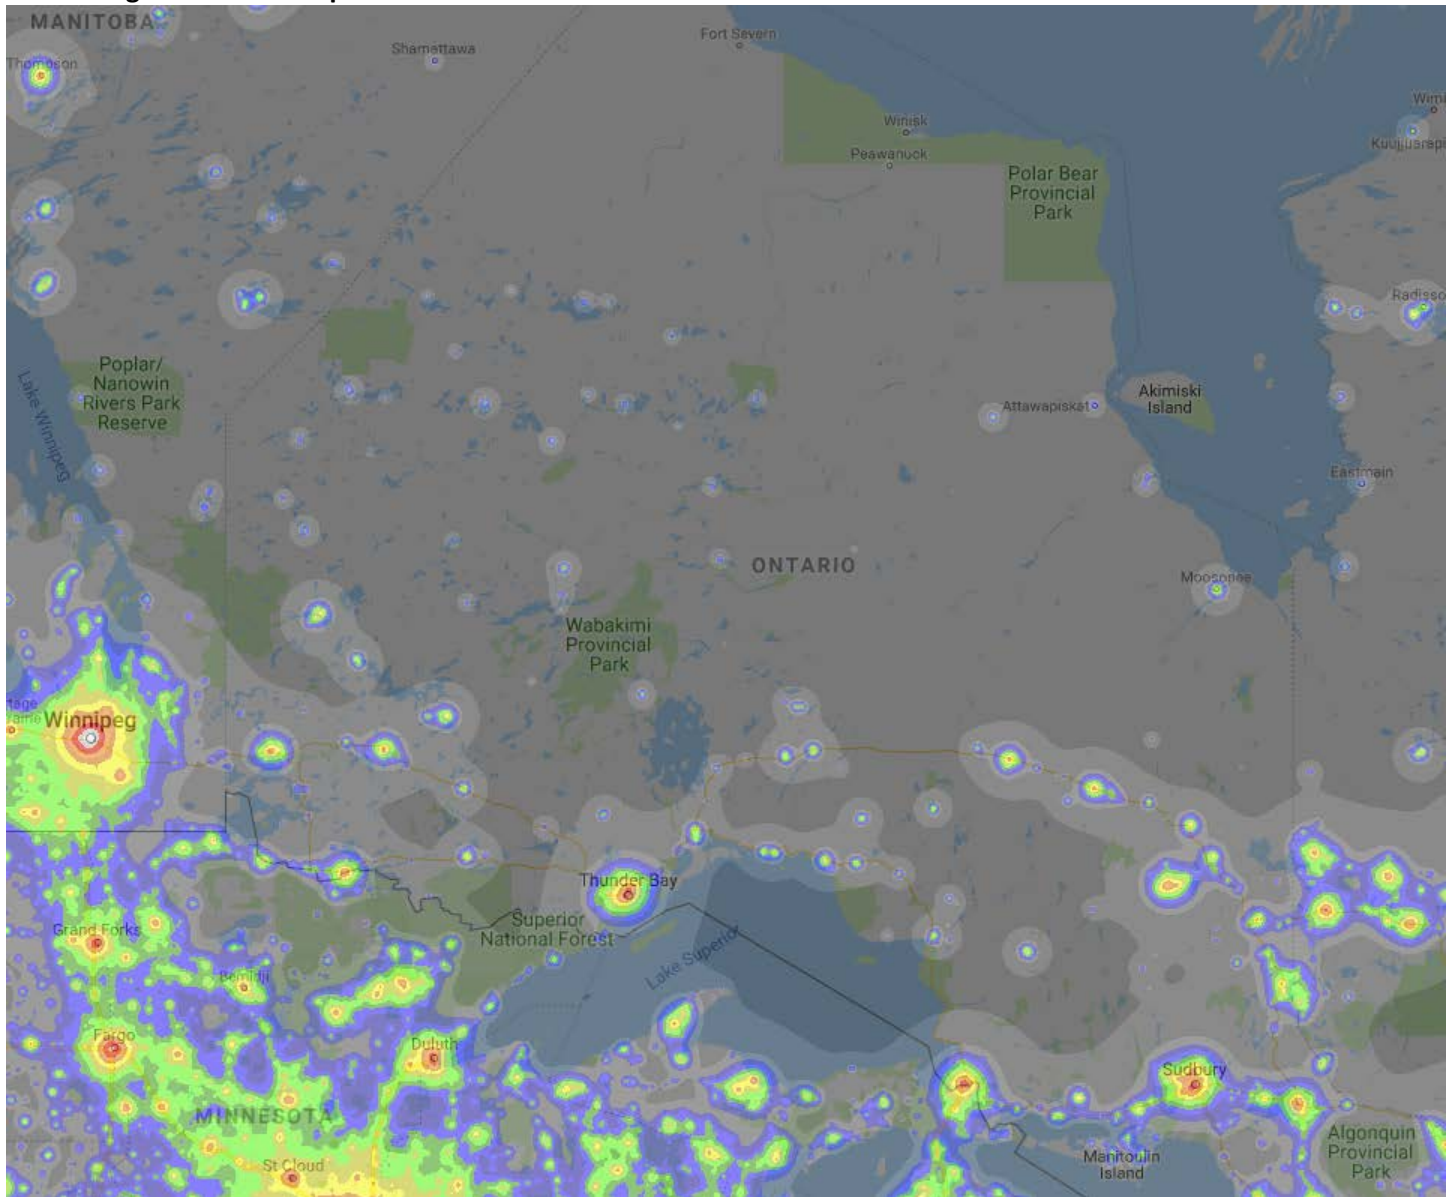 MANITOBA
Thompson
Shamattawa
Fort Severn
Winisk
Peawanuck
Polar Bear
Provincial
Park
Kuujjuarapi
Radisso
Poplar/
Nanowin
Rivers Park
Reserve
Lake Winnipeg
Attawapiskat
Akimiski
Island
Eastmain
ONTARIO
Moosonee
Wabakimi
Provincial
Park
Winnipeg
Thunder Bay
Superior
National Forest
Lake Superior
Grand Forks
Bemidji
Fargo
Duluth
MINNESOTA
St Cloud
Sudbury
Manitoulin
Island
Algonquin
Provincial
Park